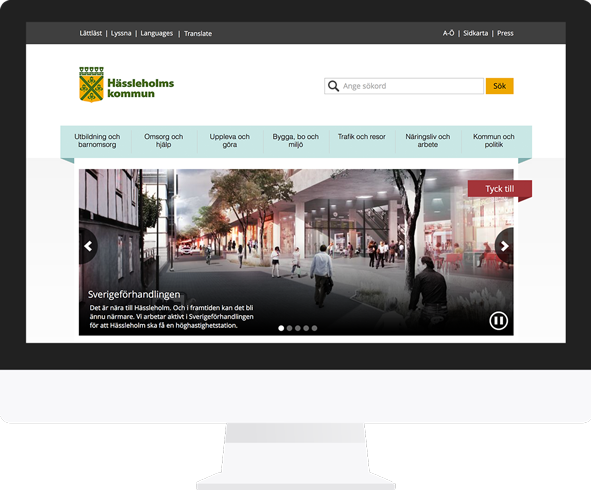 Lättläst | Lyssna | Languages | Translate
A-Ö | Sidkarta | Press
Hässleholms
kommun
Ange sökord
Sök
Utbildning och
barnomsorg
Omsorg och
hjälp
Uppleva och
göra
Bygga, bo och
miljö
Trafik och resor
Näringsliv och
arbete
Kommun och
politik
Tyck till
Sverigeförhandlingen
Det är nära till Hässleholm. Och i framtiden kan det bli
ännu närmare. Vi arbetar aktivt i Sverigeförhandlingen
för att Hässleholm ska få en höghastighetstation.